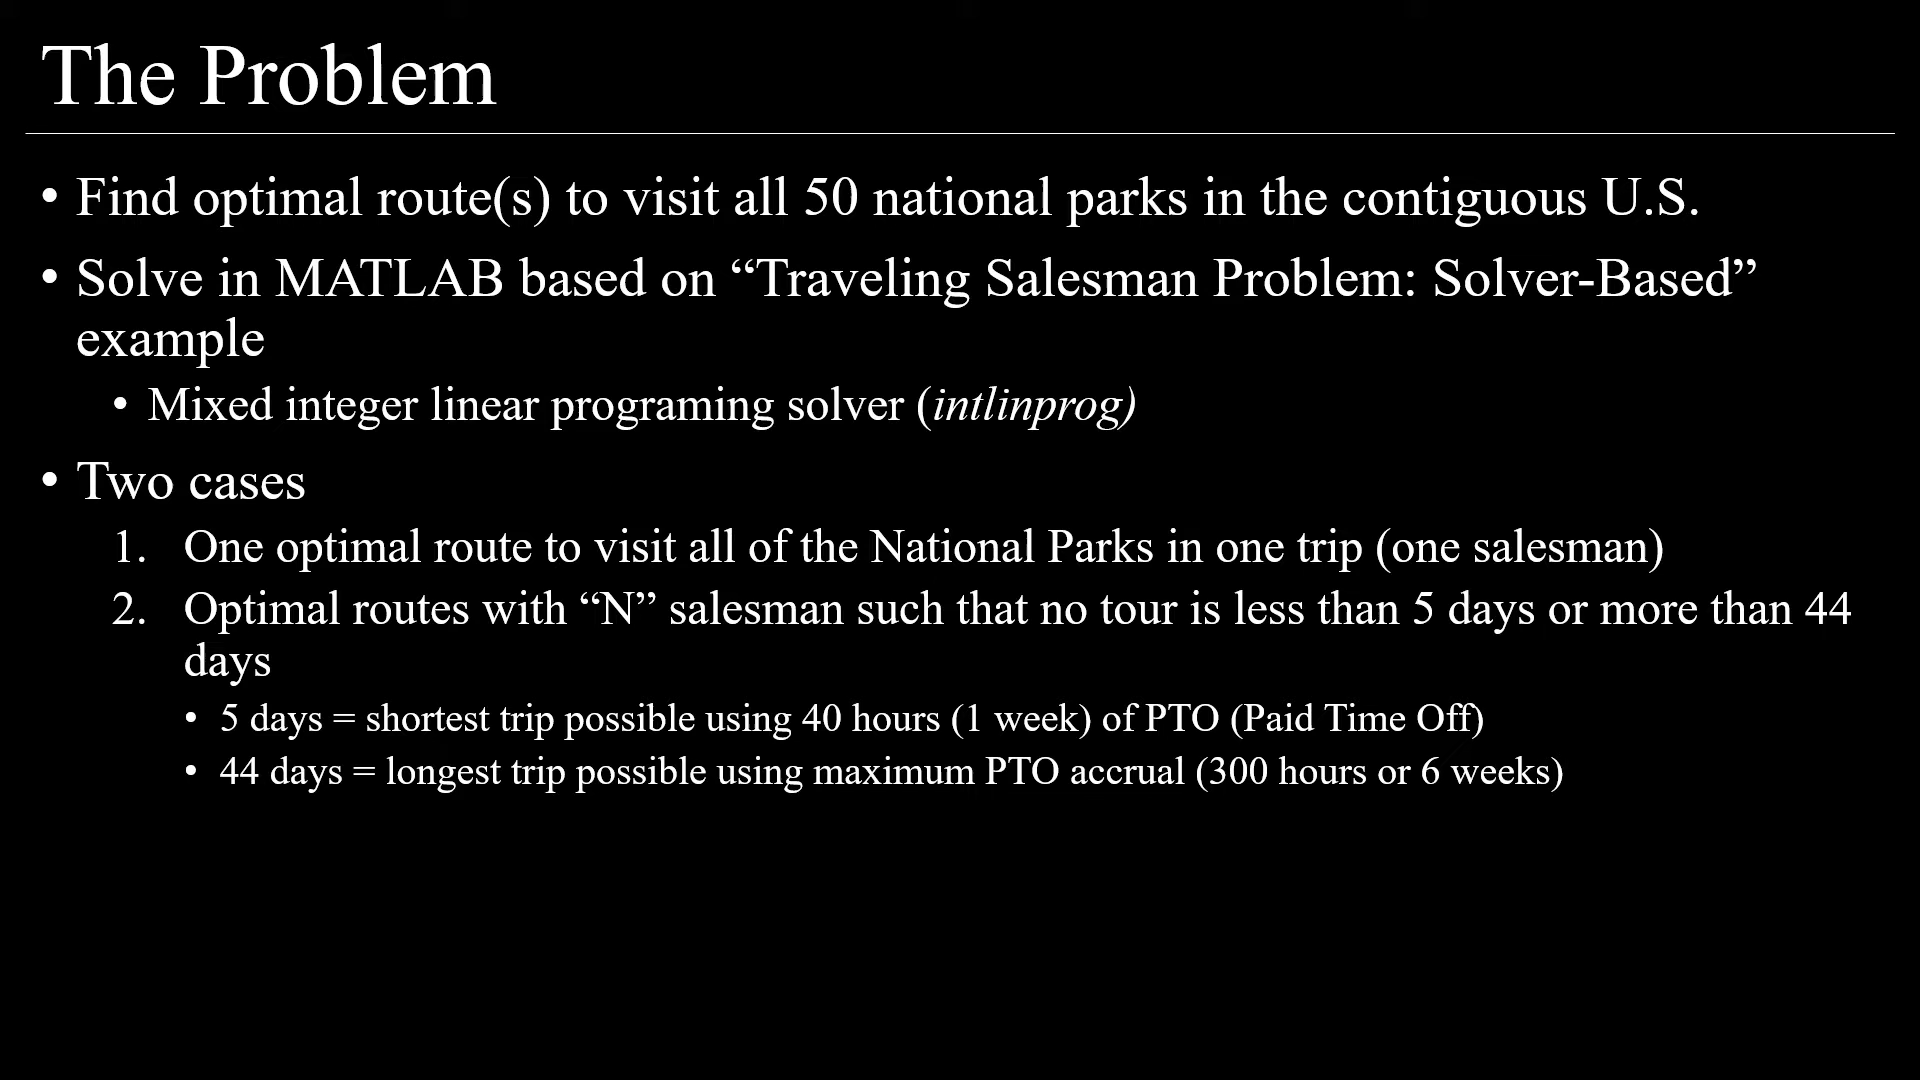 The Problem
• Find optimal route(s) to visit all 50 national parks in the contiguous U.S.
• Solve in MATLAB based on “Traveling Salesman Problem: Solver-Based”
example
• Mixed integer linear programing solver (intlinprog)
• Two cases
1. One optimal route to visit all of the National Parks in one trip (one salesman)
2. Optimal routes with “N” salesman such that no tour is less than 5 days or more than 44
days
• 5 days = shortest trip possible using 40 hours (1 week) of PTO (Paid Time Off)
• 44 days = longest trip possible using maximum PTO accrual (300 hours or 6 weeks)